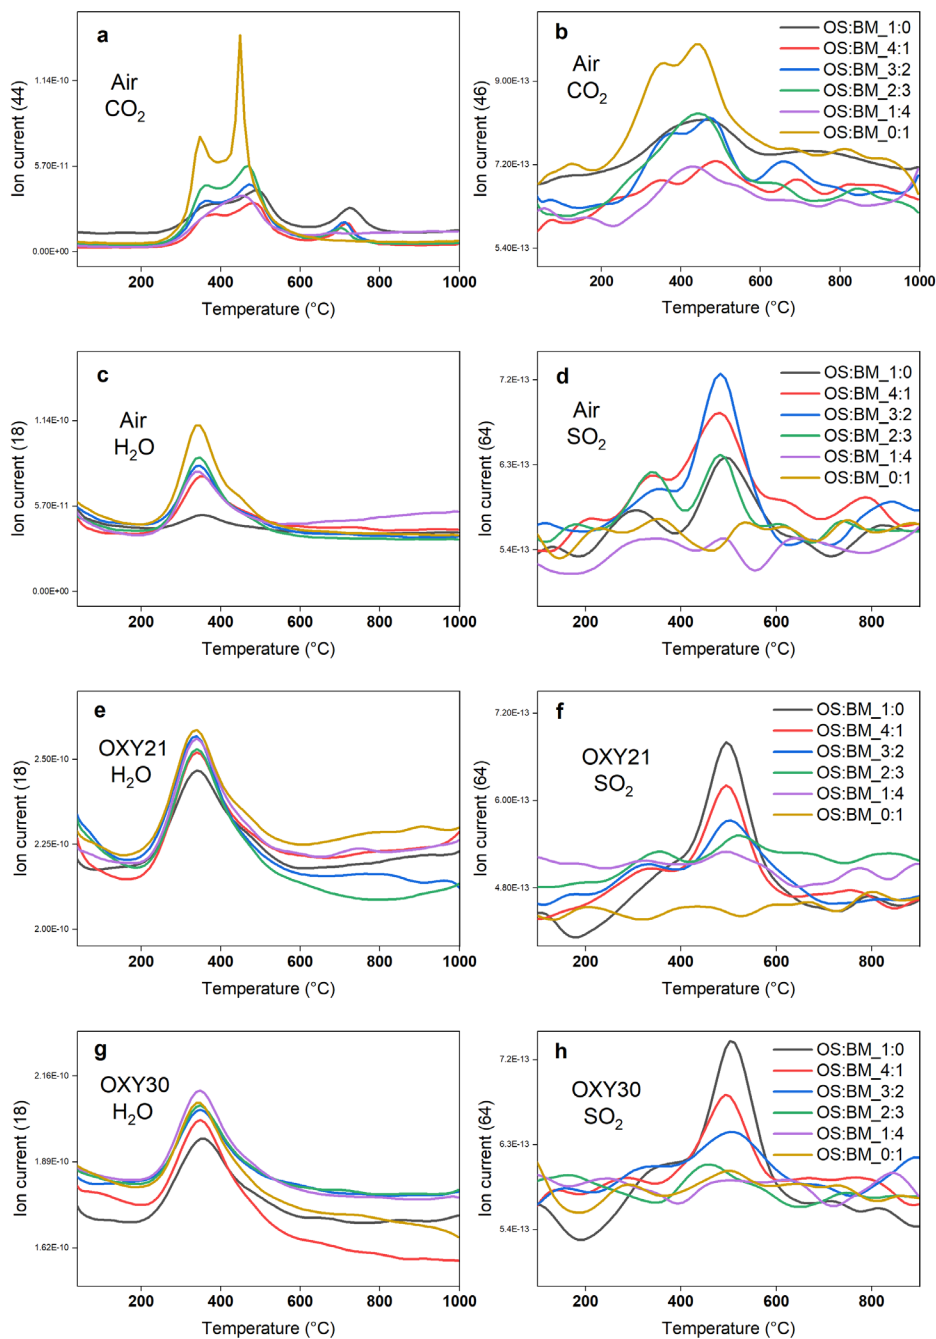 a
Air
CO2
Ion current (44)
1.14E-10
5.70E-11
0.00E+00
200 400 600 800 1000
Temperature (°C)
b
Air
CO2
Ion current (46)
9.00E-13
7.20E-13
5.40E-13
200 400 600 800 1000
Temperature (°C)
OS:BM_1:0
OS:BM_4:1
OS:BM_3:2
OS:BM_2:3
OS:BM_1:4
OS:BM_0:1
c
Air
H2O
Ion current (18)
1.14E-10
5.70E-11
0.00E+00
200 400 600 800 1000
Temperature (°C)
d
Air
SO2
Ion current (64)
7.2E-13
6.3E-13
5.4E-13
200 400 600 800
Temperature (°C)
OS:BM_1:0
OS:BM_4:1
OS:BM_3:2
OS:BM_2:3
OS:BM_1:4
OS:BM_0:1
e
OXY21
H2O
Ion current (18)
2.50E-10
2.25E-10
2.00E-10
200 400 600 800 1000
Temperature (°C)
f
OXY21
SO2
Ion current (64)
7.20E-13
6.00E-13
4.80E-13
200 400 600 800
Temperature (°C)
OS:BM_1:0
OS:BM_4:1
OS:BM_3:2
OS:BM_2:3
OS:BM_1:4
OS:BM_0:1
g
OXY30
H2O
Ion current (18)
2.16E-10
1.89E-10
1.62E-10
200 400 600 800 1000
Temperature (°C)
h
OXY30
SO2
Ion current (64)
7.2E-13
6.3E-13
5.4E-13
200 400 600 800
Temperature (°C)
OS:BM_1:0
OS:BM_4:1
OS:BM_3:2
OS:BM_2:3
OS:BM_1:4
OS:BM_0:1